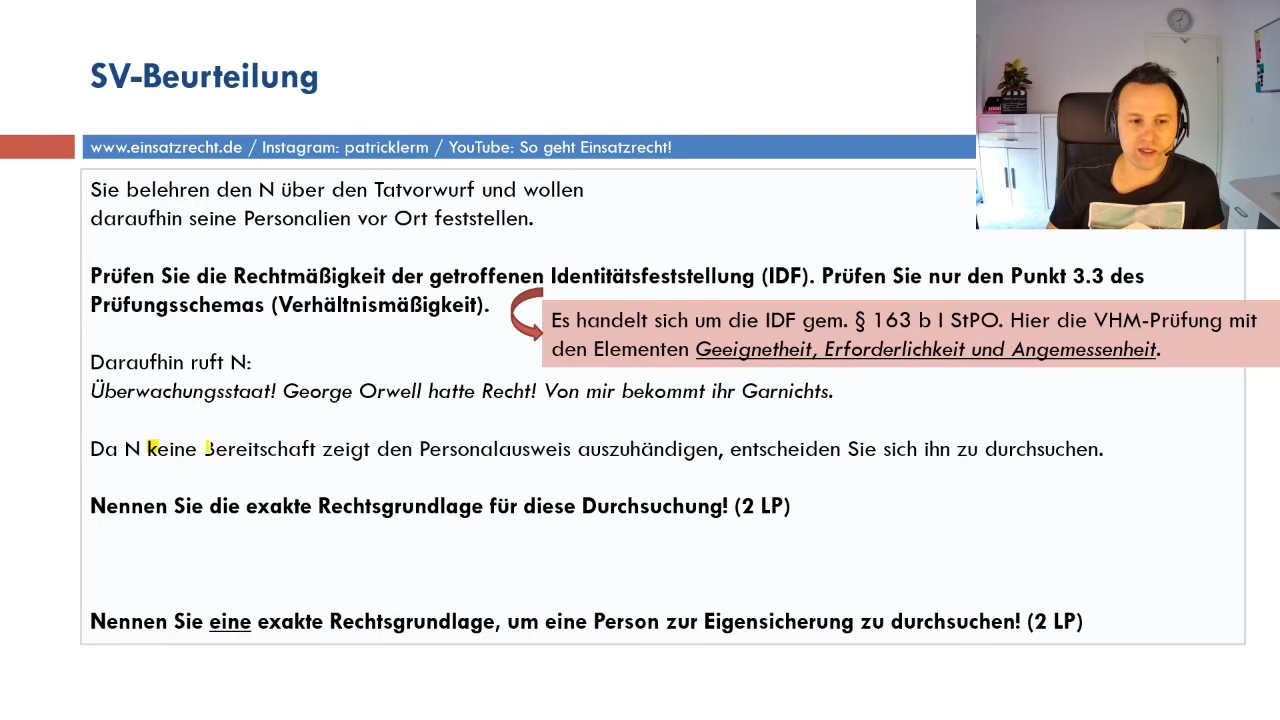 SV-Beurteilung
www.einsatzrecht.de / Instagram: patricklerm / YouTube: So geht Einsatzrecht!
Sie belehren den N über den Tatvorwurf und wollen
daraufhin seine Personalien vor Ort feststellen.
Prüfen Sie die Rechtmäßigkeit der getroffenen Identitätsfeststellung (IDF). Prüfen Sie nur den Punkt 3.3 des
Prüfungsschemas (Verhältnismäßigkeit).
Es handelt sich um die IDF gem. § 163 b I StPO. Hier die VHM-Prüfung mit
den Elementen Geeignetheit, Erforderlichkeit und Angemessenheit.
Daraufhin ruft N:
Überwachungsstaat! George Orwell hatte Recht! Von mir bekommt ihr Garnichts.
Da N keine Bereitschaft zeigt den Personalausweis auszuhändigen, entscheiden Sie sich ihn zu durchsuchen.
Nennen Sie die exakte Rechtsgrundlage für diese Durchsuchung! (2 LP)
Nennen Sie eine exakte Rechtsgrundlage, um eine Person zur Eigensicherung zu durchsuchen! (2 LP)